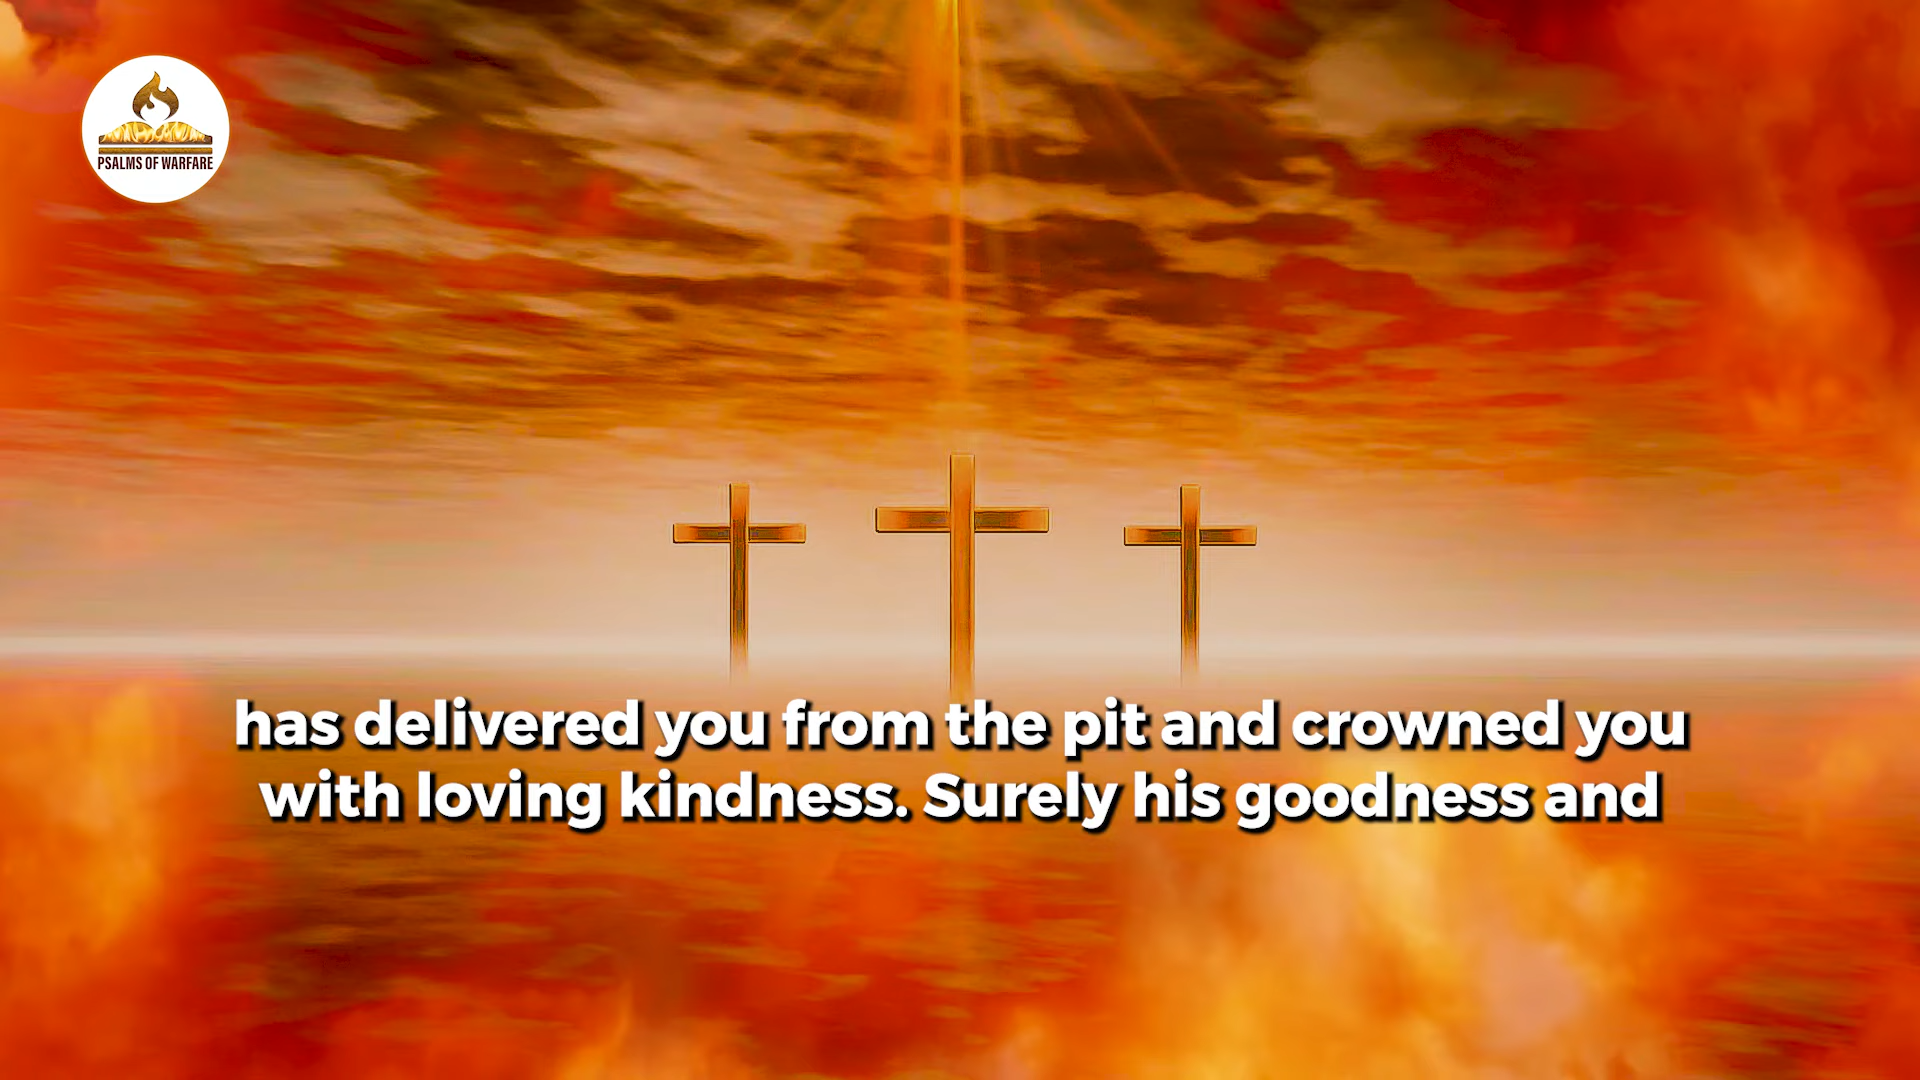 PSALMS OF WARFARE
has delivered you from the pit and crowned you
with loving kindness. Surely his goodness and